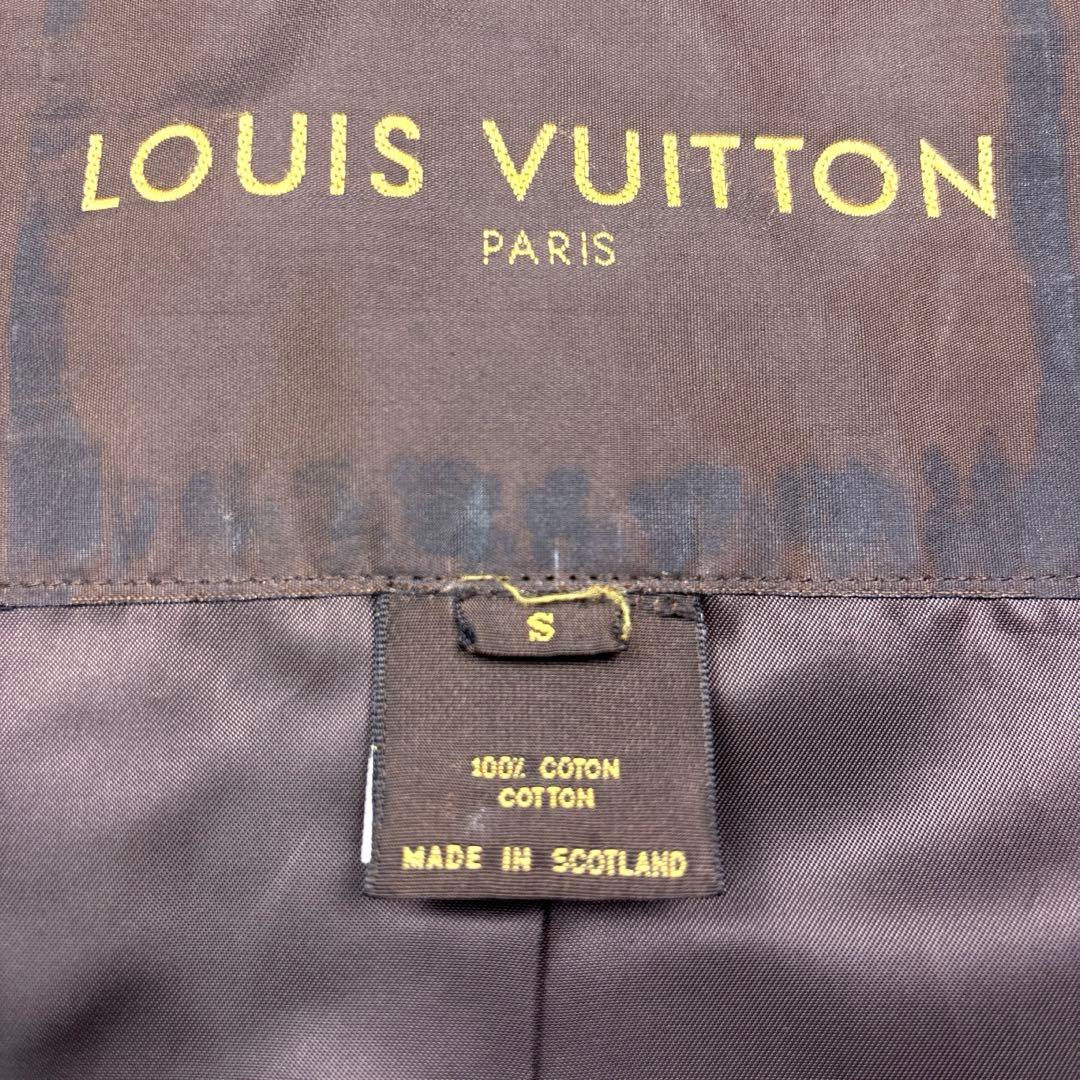 LOUIS VUITTON
PARIS
S
100% COTON
COTTON
MADE IN SCOTLAND